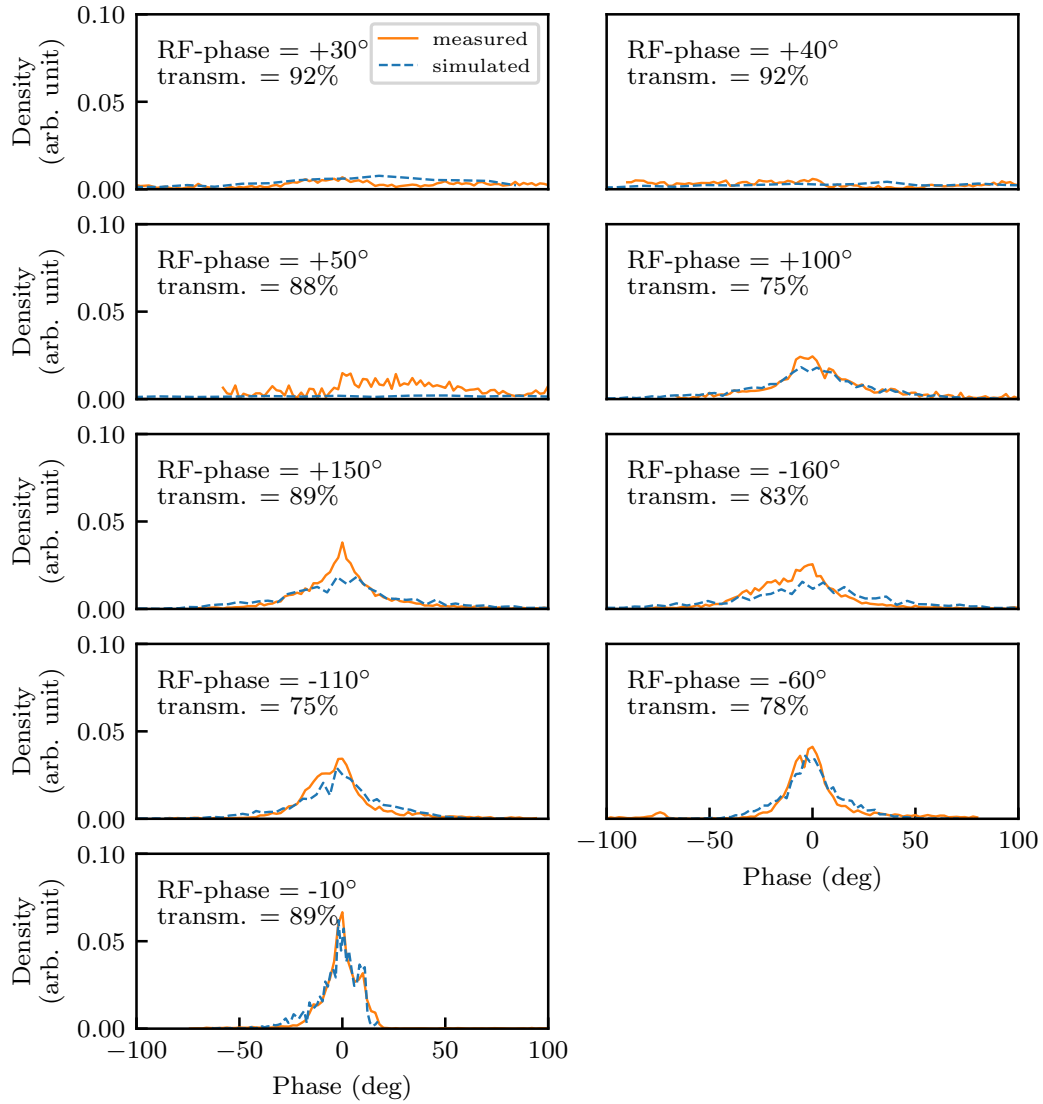 0.10
0.05
0.00
Density
(arb. unit)
RF-phase = +30°
transm. = 92%
measured
simulated
RF-phase = +40°
transm. = 92%
0.10
0.05
0.00
Density
(arb. unit)
RF-phase = +50°
transm. = 88%
RF-phase = +100°
transm. = 75%
0.10
0.05
0.00
Density
(arb. unit)
RF-phase = +150°
transm. = 89%
RF-phase = -160°
transm. = 83%
0.10
0.05
0.00
Density
(arb. unit)
RF-phase = -110°
transm. = 75%
RF-phase = -60°
transm. = 78%
−100 −50 0 50 100
Phase (deg)
0.10
0.05
0.00
Density
(arb. unit)
RF-phase = -10°
transm. = 89%
−100 −50 0 50 100
Phase (deg)